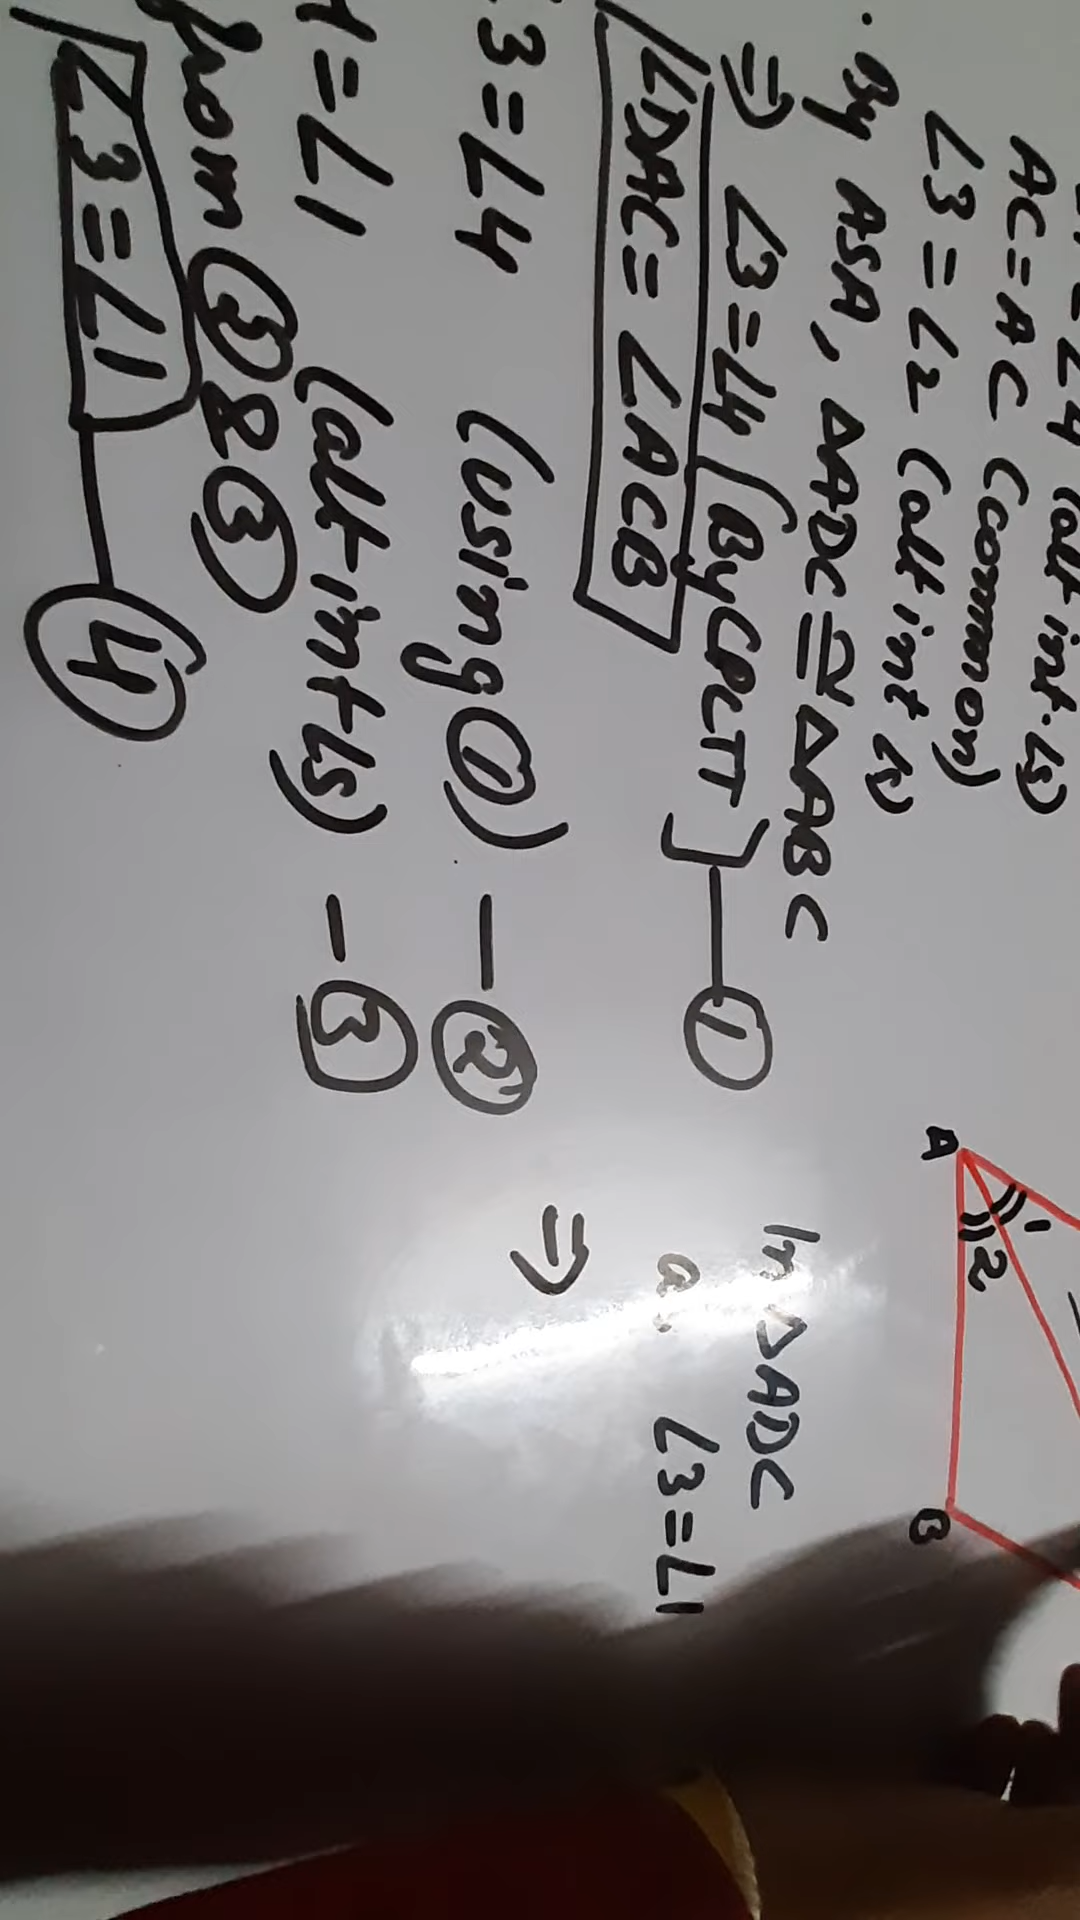 = ∠4 (alt int. ∠s)
AC = AC (common)
∠3 = ∠2 (alt int ∠s)
. By ASA, △ADC ≅ △ABC
⇒ ∠3 = ∠4 [By CPCTT] — ①
∠DAC = ∠ACB
∠3 = ∠4 (using ①) — ②
= ∠1 (alt int ∠s) — ③
from ② & ③
∠3 = ∠1 — ④
A
1
2
B
In △ADC
a. ∠3 = ∠1
⇒